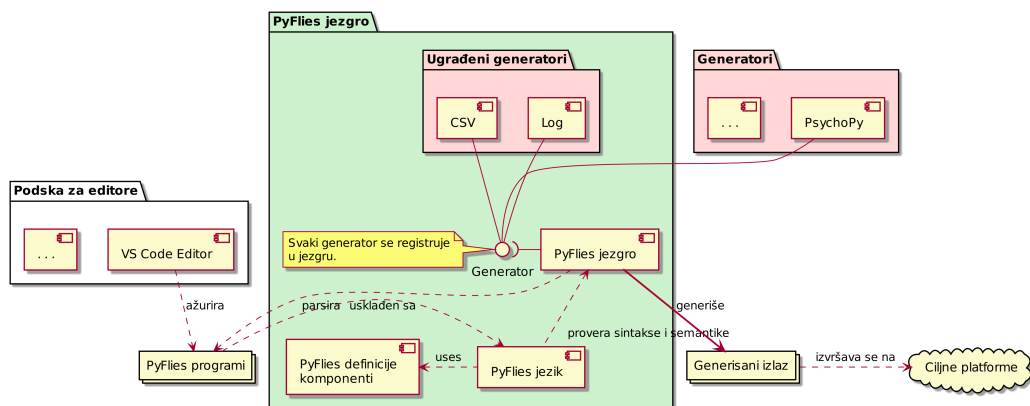 PyFlies jezgro
Ugrađeni generatori
Generatori
CSV
Log
. . .
PsychoPy
Podska za editore
. . .
VS Code Editor
Svaki generator se registruje
u jezgru.
Generator
PyFlies jezgro
ažurira
parsira
usklađen sa
generiše
provera sintakse i semantike
PyFlies programi
PyFlies definicije
komponenti
uses
PyFlies jezik
Generisani izlaz
izvršava se na
Ciljne platforme